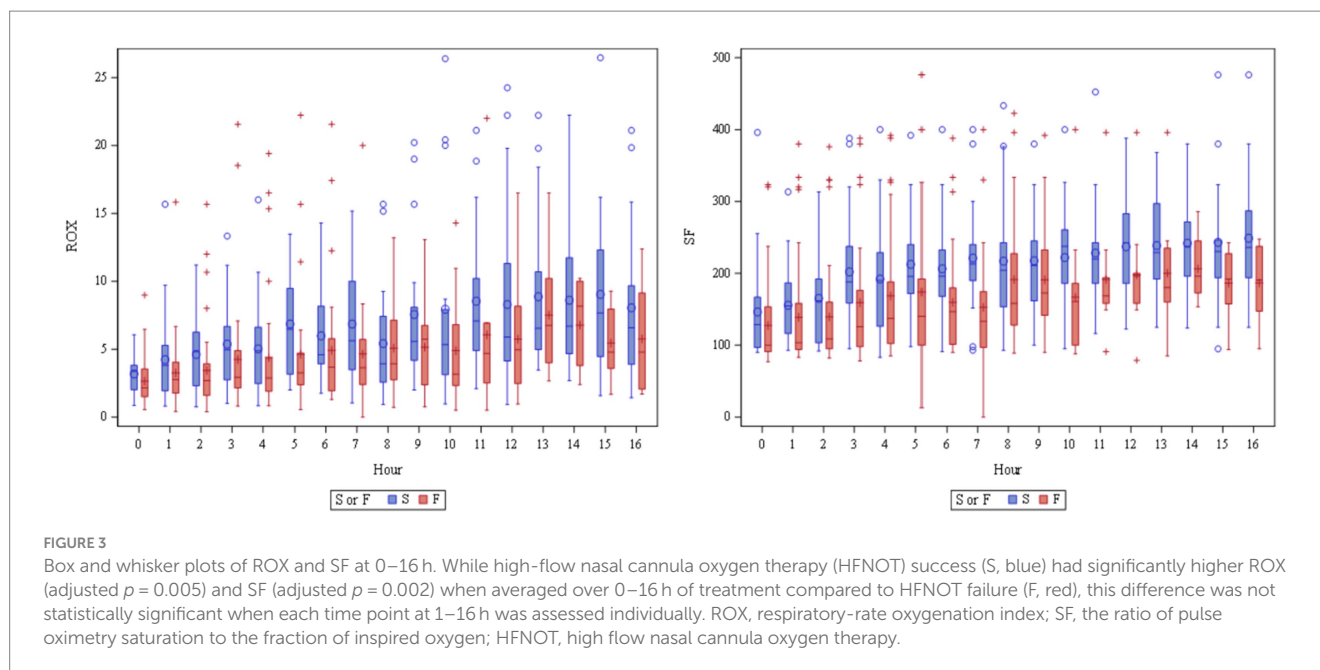 25
20
15
10
5
0
ROX
0 1 2 3 4 5 6 7 8 9 10 11 12 13 14 15 16
Hour
S or F S F
500
400
300
200
100
0
SF
0 1 2 3 4 5 6 7 8 9 10 11 12 13 14 15 16
Hour
S or F S F
FIGURE 3
Box and whisker plots of ROX and SF at 0–16 h. While high-flow nasal cannula oxygen therapy (HFNOT) success (S, blue) had significantly higher ROX
(adjusted p = 0.005) and SF (adjusted p = 0.002) when averaged over 0–16 h of treatment compared to HFNOT failure (F, red), this difference was not
statistically significant when each time point at 1–16 h was assessed individually. ROX, respiratory-rate oxygenation index; SF, the ratio of pulse
oximetry saturation to the fraction of inspired oxygen; HFNOT, high flow nasal cannula oxygen therapy.